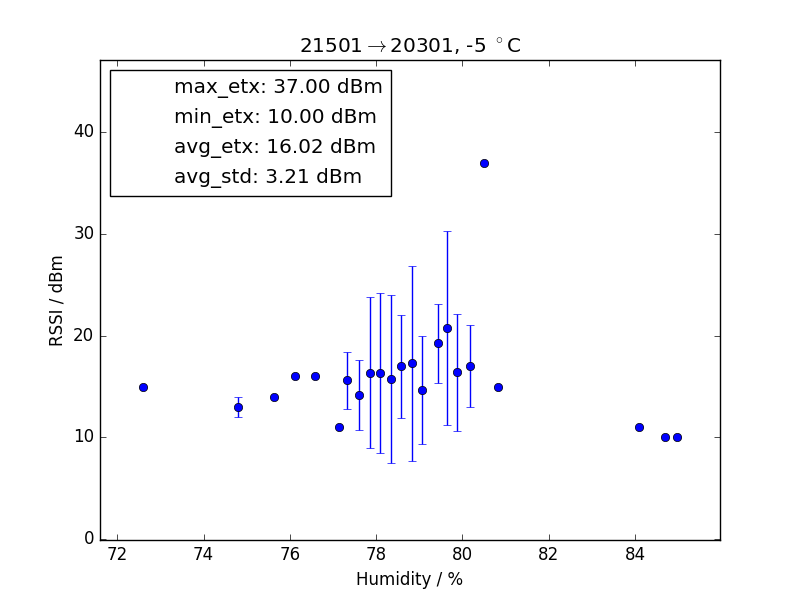 21501→20301, -5 °C
max_etx: 37.00 dBm
min_etx: 10.00 dBm
avg_etx: 16.02 dBm
avg_std: 3.21 dBm
RSSI / dBm
40
30
20
10
0
72 74 76 78 80 82 84
Humidity / %